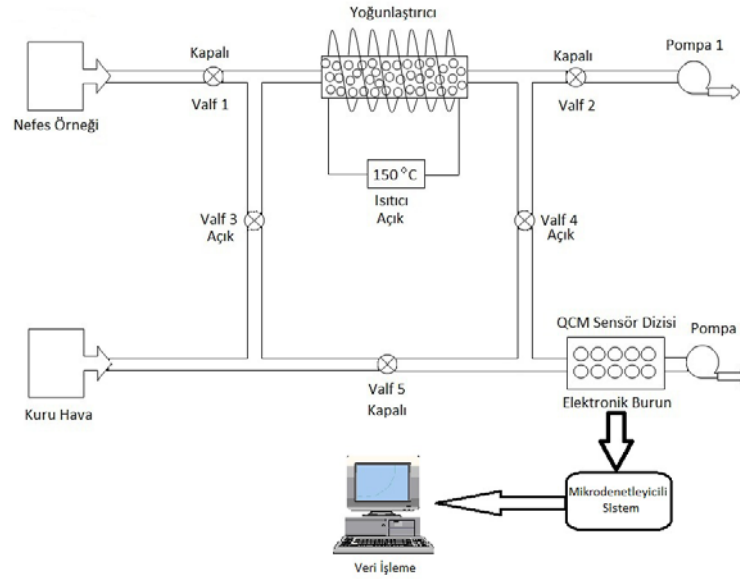 Yoğunlaştırıcı
Kapalı
Kapalı
Pompa 1
Valf 1
Valf 2
Nefes Örneği
150 °C
Isıtıcı
Açık
Valf 3
Açık
Valf 4
Açık
QCM Sensör Dizisi
Pompa
Kuru Hava
Valf 5
Kapalı
Elektronik Burun
Mikrodenetleyicili
Sistem
Veri İşleme